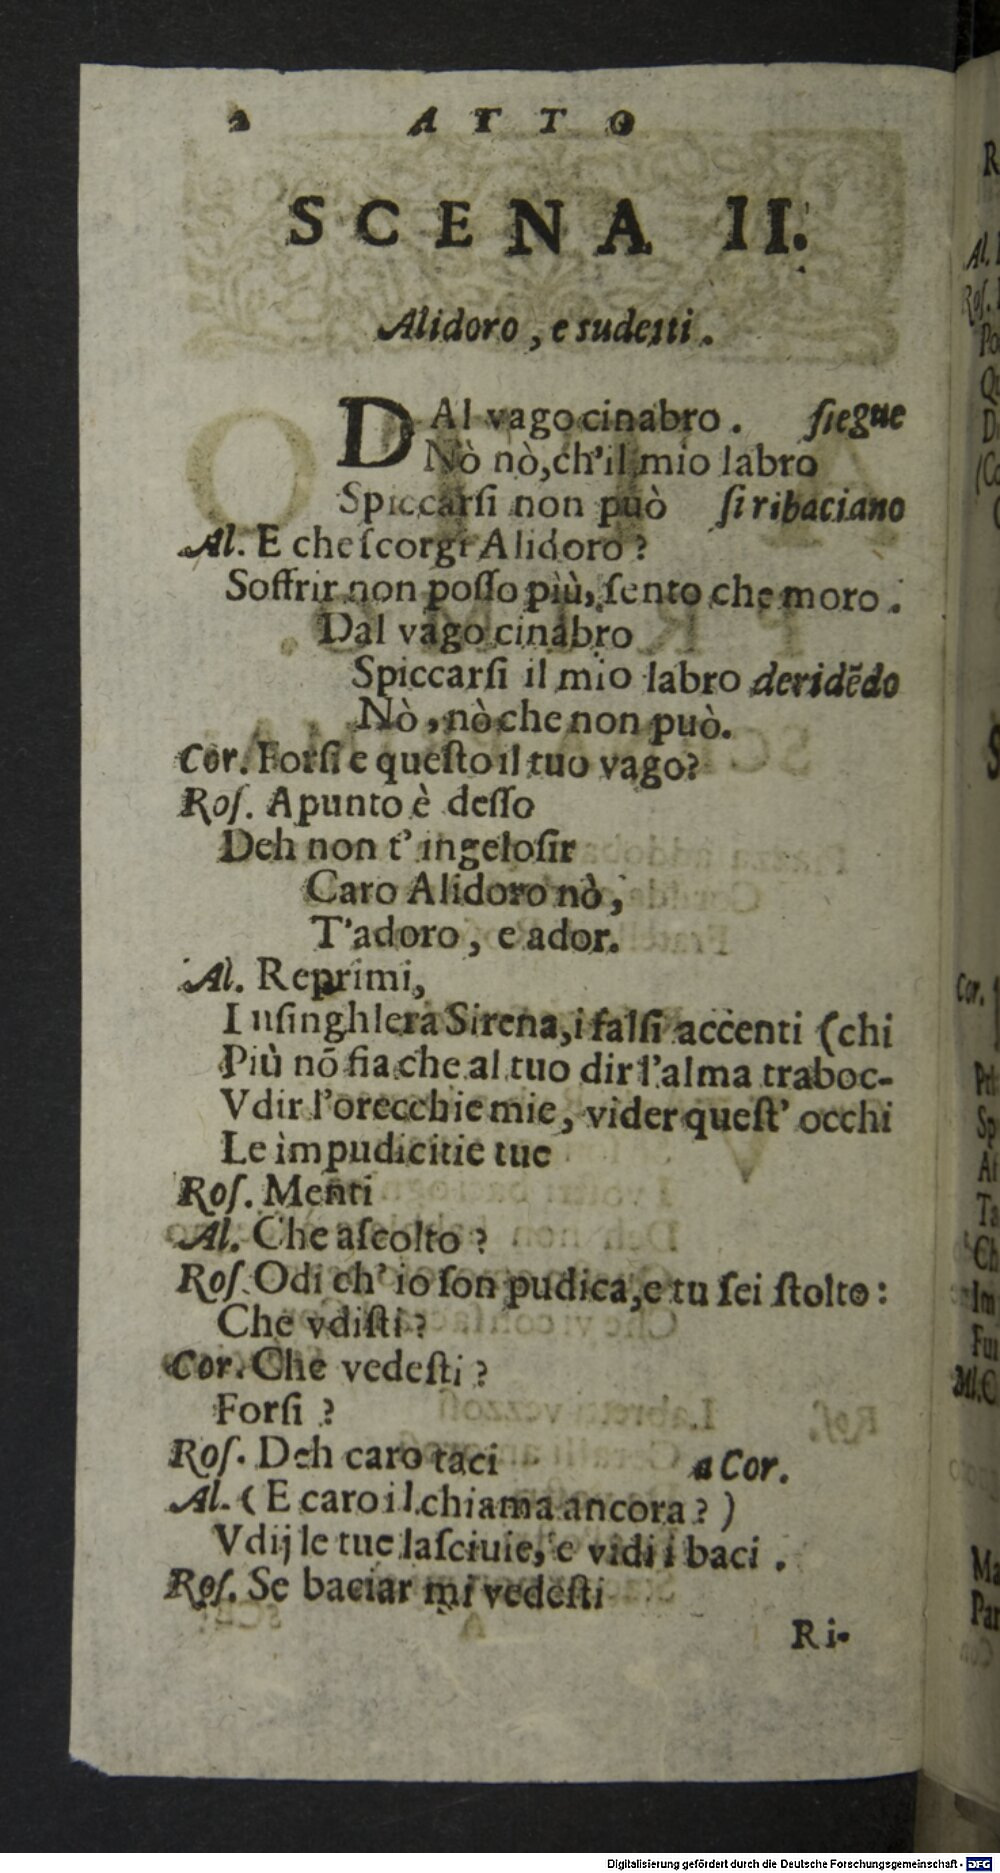 2 ATTO
SCENA II.
Alidoro, e sudetti.
DAl vago cinabro. ſiegue
Nò nò, ch'il mio labro
Spiccarſi non può ſi ribaciano
Al. E che ſcorgi Alidoro?
Soffrir non poſſo più, ſento che moro.
Dal vago cinabro
Spiccarſi il mio labro deridēdo
Nò, nò che non può.
Cor. Forſi e queſto il tuo vago?
Roſ. Apunto è deſſo
Deh non t' ingeloſir
Caro Alidoro nò,
T'adoro, e ador.
Al. Reprimi,
Luſinghiera Sirena, i falſi accenti (chi
Più nō fia che al tuo dir l'alma traboc-
Vdir l'orecchie mie, vider queſt' occhi
Le impudicitie tue
Roſ. Menti
Al. Che aſcolto?
Roſ. Odi ch' io ſon pudica, e tu ſei ſtolto:
Che vdiſti?
Cor. Che vedeſti?
Forſi?
Roſ. Deh caro taci a Cor.
Al. (E caro il chiama ancora?)
Vdij le tue laſciuie, e vidi i baci.
Roſ. Se baciar mi vedeſti
Ri-
Al.
Roſ.
Cor.
Digitalisierung gefördert durch die Deutsche Forschungsgemeinschaft - DFG